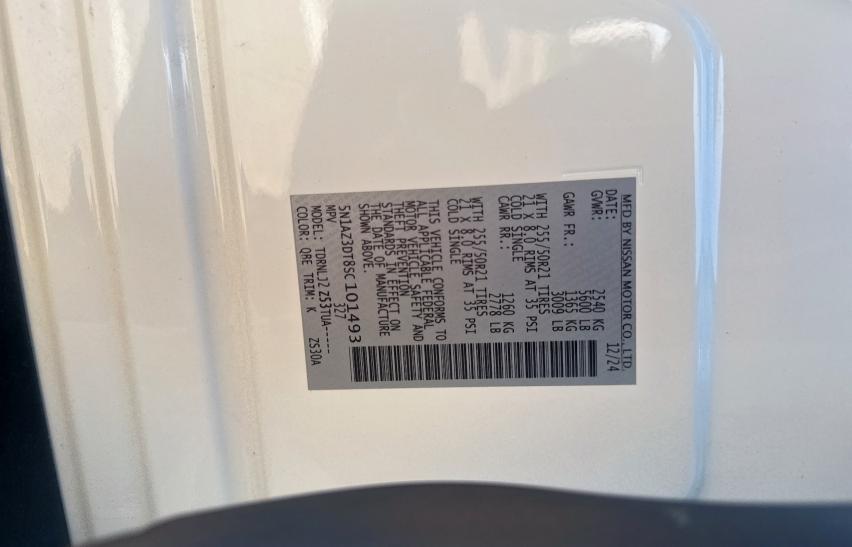 MFD BY NISSAN MOTOR CO., LTD.
DATE: 12/24
GVWR: 2540 KG
5600 LB
GAWR FR.: 1365 KG
3009 LB
WITH 255/50R21 TIRES
21 X 8.0 RIMS AT 35 PSI
COLD SINGLE
GAWR RR.: 1260 KG
2778 LB
WITH 255/50R21 TIRES
21 X 8.0 RIMS AT 35 PSI
COLD SINGLE
THIS VEHICLE CONFORMS TO
ALL APPLICABLE FEDERAL
MOTOR VEHICLE SAFETY AND
THEFT PREVENTION
STANDARDS IN EFFECT ON
THE DATE OF MANUFACTURE
SHOWN ABOVE.
5N1AZ3DT8SC101493
MPV 327
MODEL: TDRNLJ2 Z53TUA-----
COLOR: QRE TRIM: K Z530A